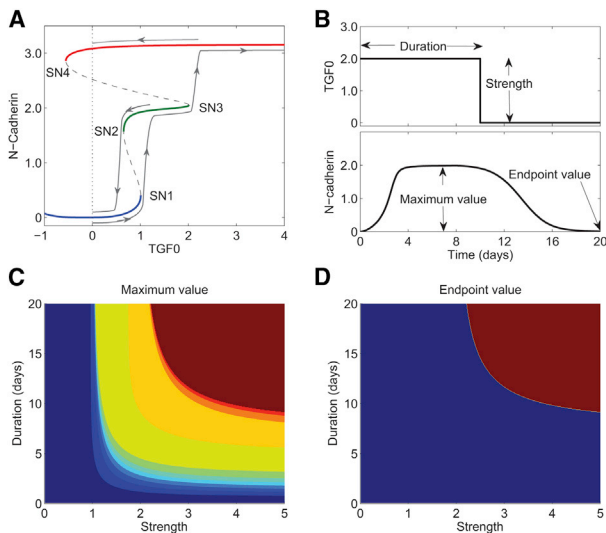 A
N-Cadherin
3.0
2.0
1.0
0
SN4
SN3
SN2
SN1
−1
0
1
2
3
4
TGF0
B
TGF0
2.0
1.0
0
Duration
Strength
N-cadherin
2.0
1.0
0
Maximum value
Endpoint value
0
4
8
12
16
20
Time (days)
C
Maximum value
Duration (days)
20
15
10
5
0
0
1
2
3
4
5
Strength
D
Endpoint value
Duration (days)
20
15
10
5
0
0
1
2
3
4
5
Strength